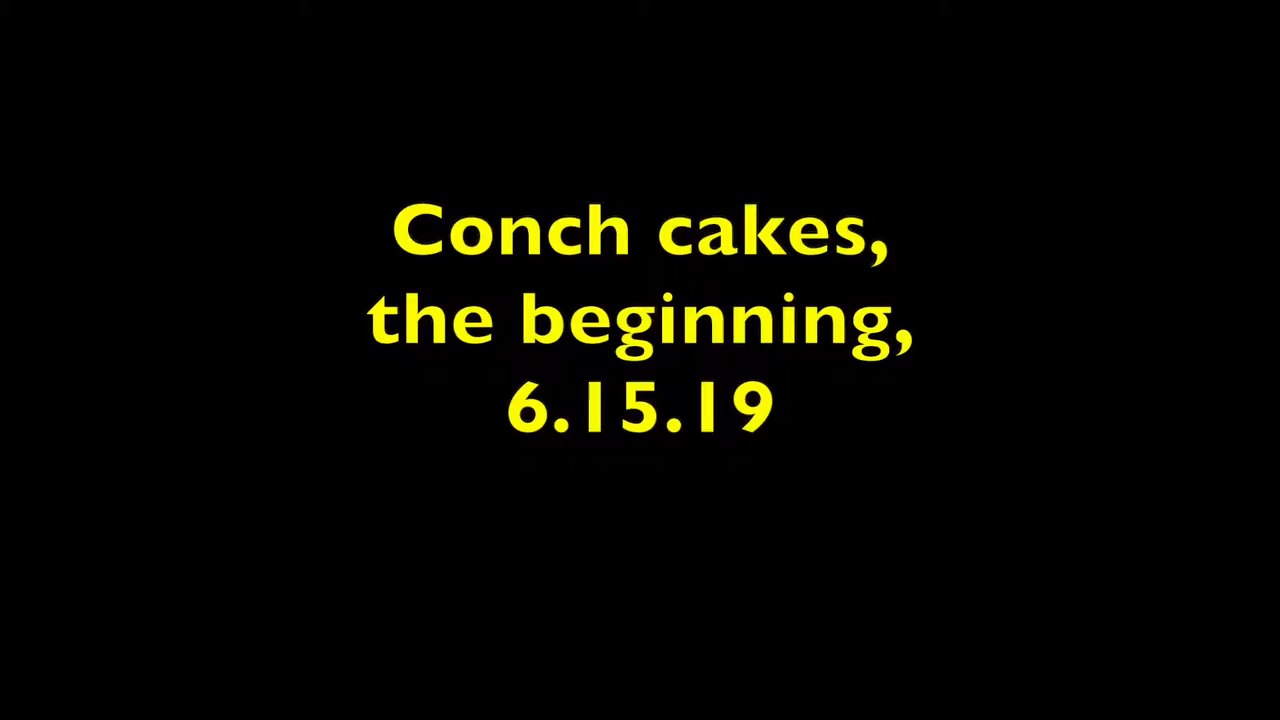 Conch cakes,
the beginning,
6.15.19